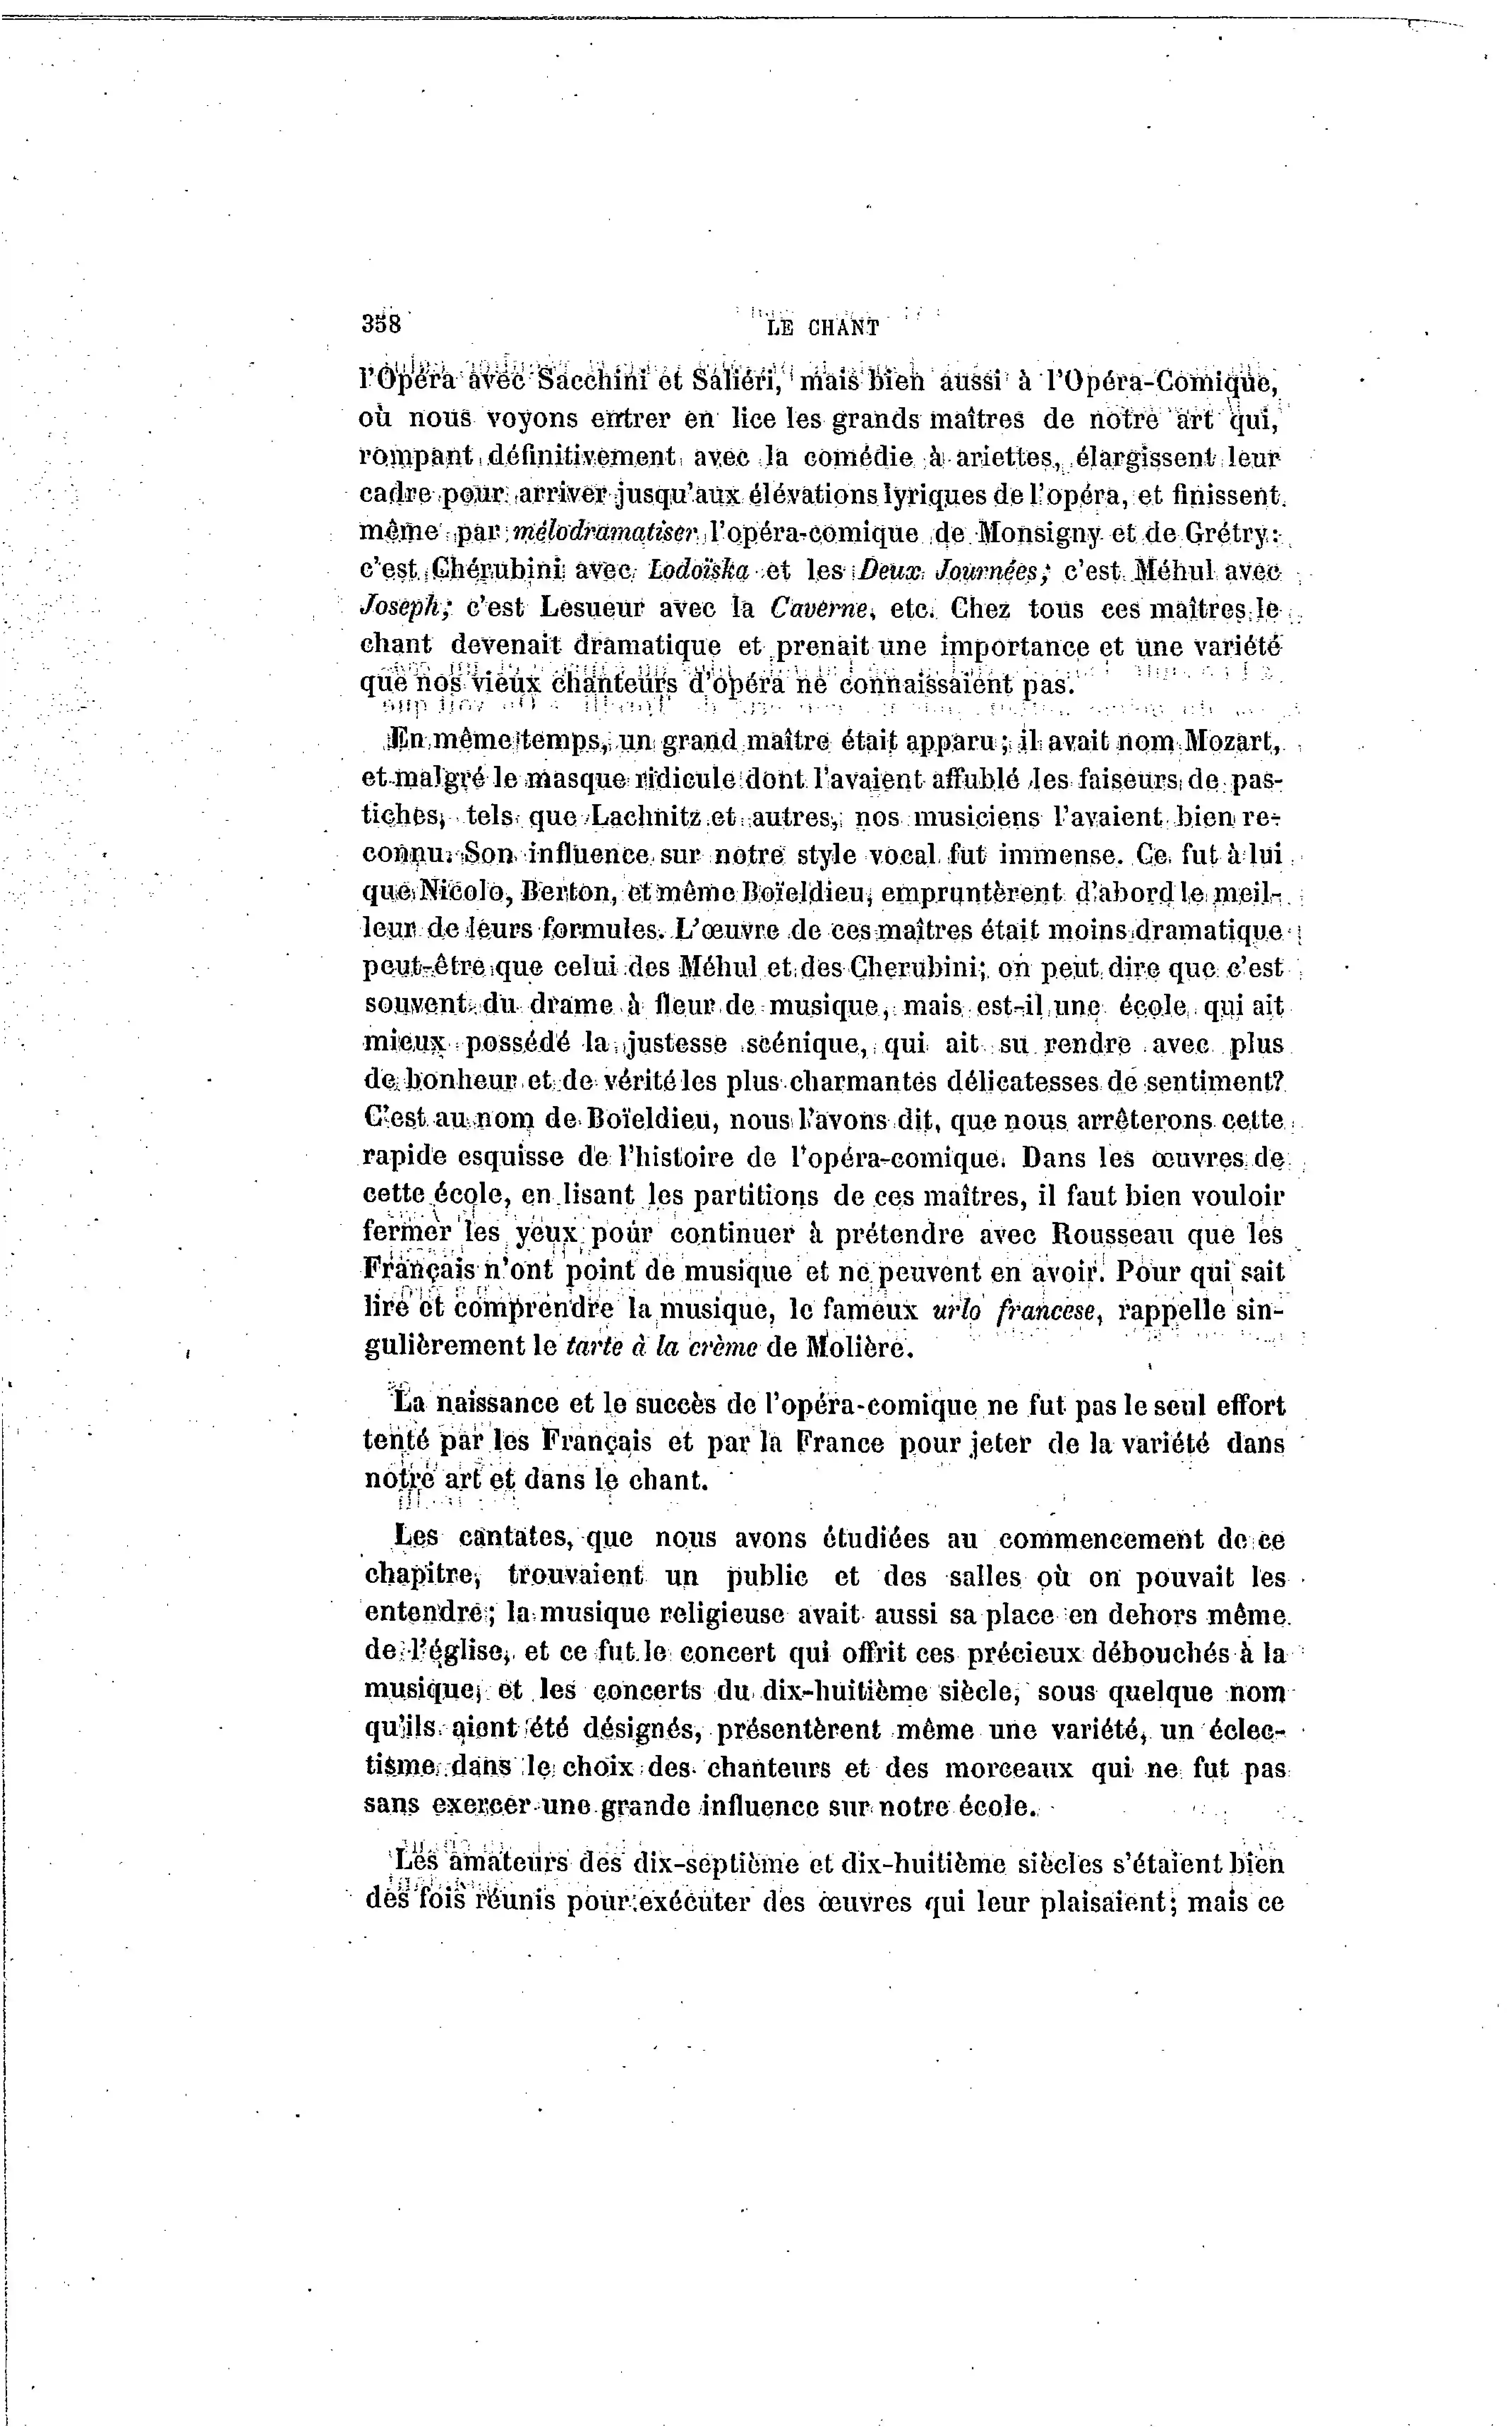 358
LE CHANT
l'Opéra avec Sacchini et Saliéri, mais bien aussi à l'Opéra-Comique,
où nous voyons entrer en lice les grands maîtres de notre art qui,
rompant définitivement avec la comédie à ariettes, élargissent leur
cadre pour arriver jusqu'aux élévations lyriques de l'opéra, et finissent
même par mélodramatiser l'opéra-comique de Monsigny et de Grétry:
c'est Chérubini avec Lodoïska et les Deux Journées; c'est Méhul avec
Joseph; c'est Lesueur avec la Caverne, etc. Chez tous ces maîtres le
chant devenait dramatique et prenait une importance et une variété
que nos vieux chanteurs d'opéra ne connaissaient pas.
En même temps, un grand maître était apparu; il avait nom Mozart,
et malgré le masque ridicule dont l'avaient affublé les faiseurs de pas-
tiches, tels que Lachnitz et autres, nos musiciens l'avaient bien re-
connu. Son influence sur notre style vocal fut immense. Ce fut à lui
que Nicolo, Berton, et même Boïeldieu, empruntèrent d'abord le meil-
leur de leurs formules. L'œuvre de ces maîtres était moins dramatique
peut-être que celui des Méhul et des Cherubini; on peut dire que c'est
souvent du drame à fleur de musique, mais est-il une école qui ait
mieux possédé la justesse scénique, qui ait su rendre avec plus
de bonheur et de vérité les plus charmantes délicatesses de sentiment?
C'est au nom de Boïeldieu, nous l'avons dit, que nous arrêterons cette
rapide esquisse de l'histoire de l'opéra-comique. Dans les œuvres de
cette école, en lisant les partitions de ces maîtres, il faut bien vouloir
fermer les yeux pour continuer à prétendre avec Rousseau que les
Français n'ont point de musique et ne peuvent en avoir. Pour qui sait
lire et comprendre la musique, le fameux urlo francese, rappelle sin-
gulièrement le tarte à la crème de Molière.
La naissance et le succès de l'opéra-comique ne fut pas le seul effort
tenté par les Français et par la France pour jeter de la variété dans
notre art et dans le chant.
Les cantates, que nous avons étudiées au commencement de ce
chapitre, trouvaient un public et des salles où on pouvait les
entendre; la musique religieuse avait aussi sa place en dehors même
de l'église, et ce fut le concert qui offrit ces précieux débouchés à la
musique, et les concerts du dix-huitième siècle, sous quelque nom
qu'ils aient été désignés, présentèrent même une variété, un éclec-
tisme dans le choix des chanteurs et des morceaux qui ne fut pas
sans exercer une grande influence sur notre école.
Les amateurs des dix-septième et dix-huitième siècles s'étaient bien
des fois réunis pour exécuter des œuvres qui leur plaisaient; mais ce